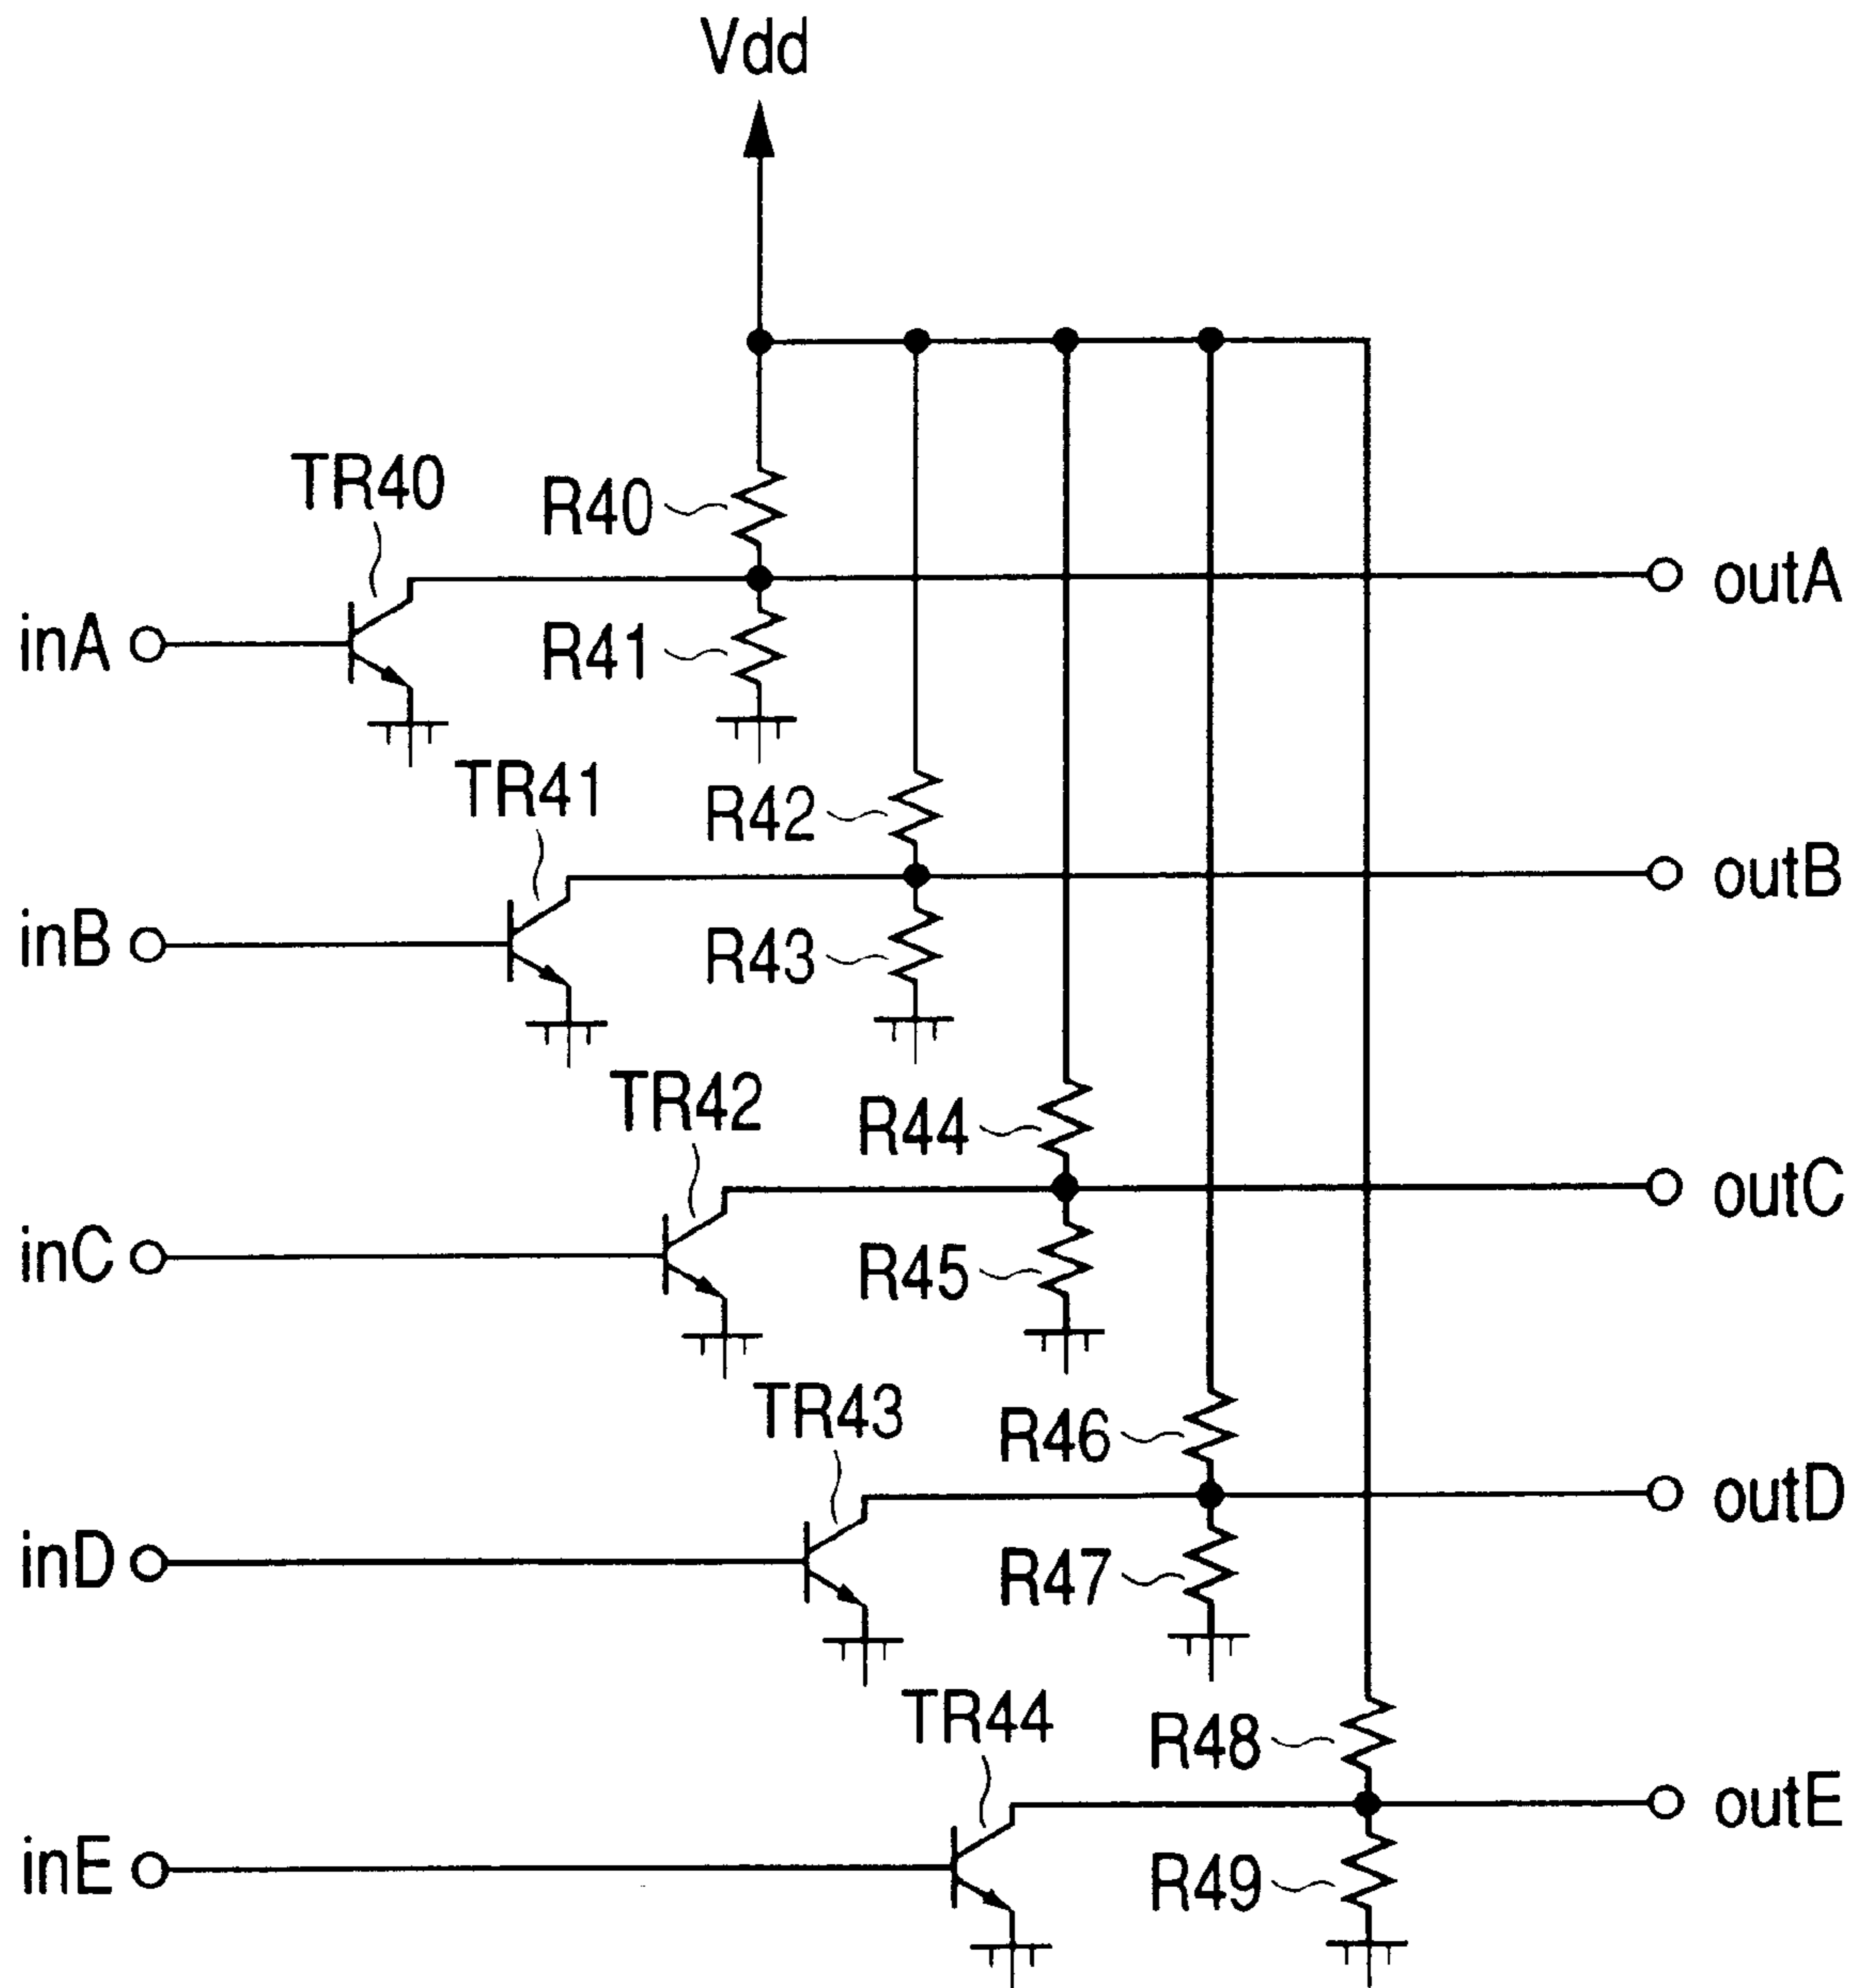 Vdd
TR40
R40
outA
inA
R41
TR41
R42
outB
inB
R43
TR42
R44
outC
inC
R45
TR43
R46
outD
inD
R47
TR44
R48
outE
inE
R49